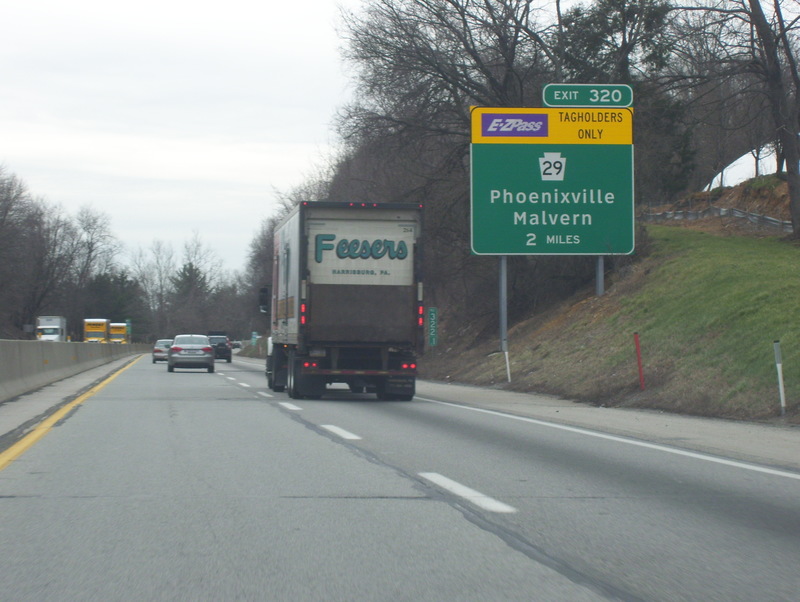 EXIT 320
E-ZPass TAGHOLDERS
ONLY
29
Phoenixville
Malvern
2 MILES
Feesers
HARRISBURG, PA.